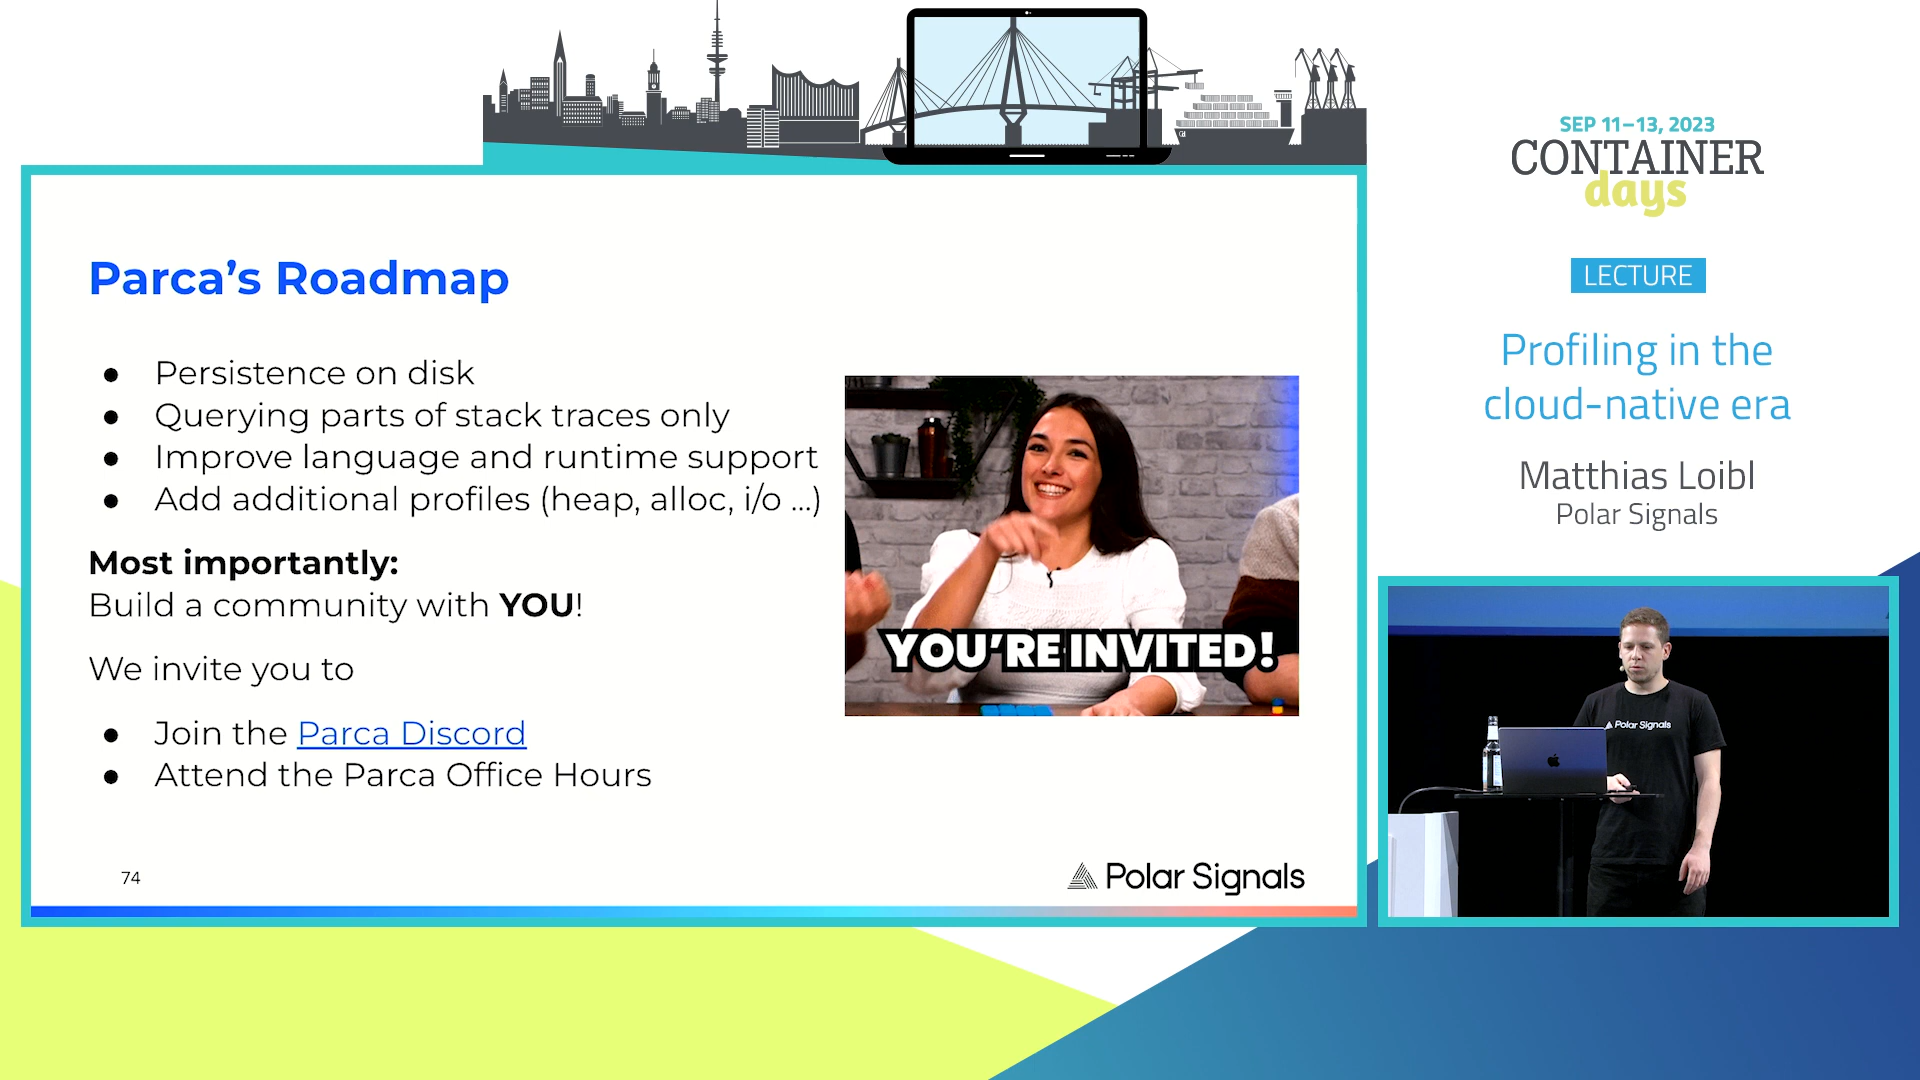 SEP 11–13, 2023
CONTAINER
days
LECTURE
Profiling in the
cloud-native era
Matthias Loibl
Polar Signals
Parca’s Roadmap
● Persistence on disk
● Querying parts of stack traces only
● Improve language and runtime support
● Add additional profiles (heap, alloc, i/o ...)
Most importantly:
Build a community with YOU!
We invite you to
● Join the Parca Discord
● Attend the Parca Office Hours
YOU'RE INVITED!
74
Polar Signals
Polar Signals